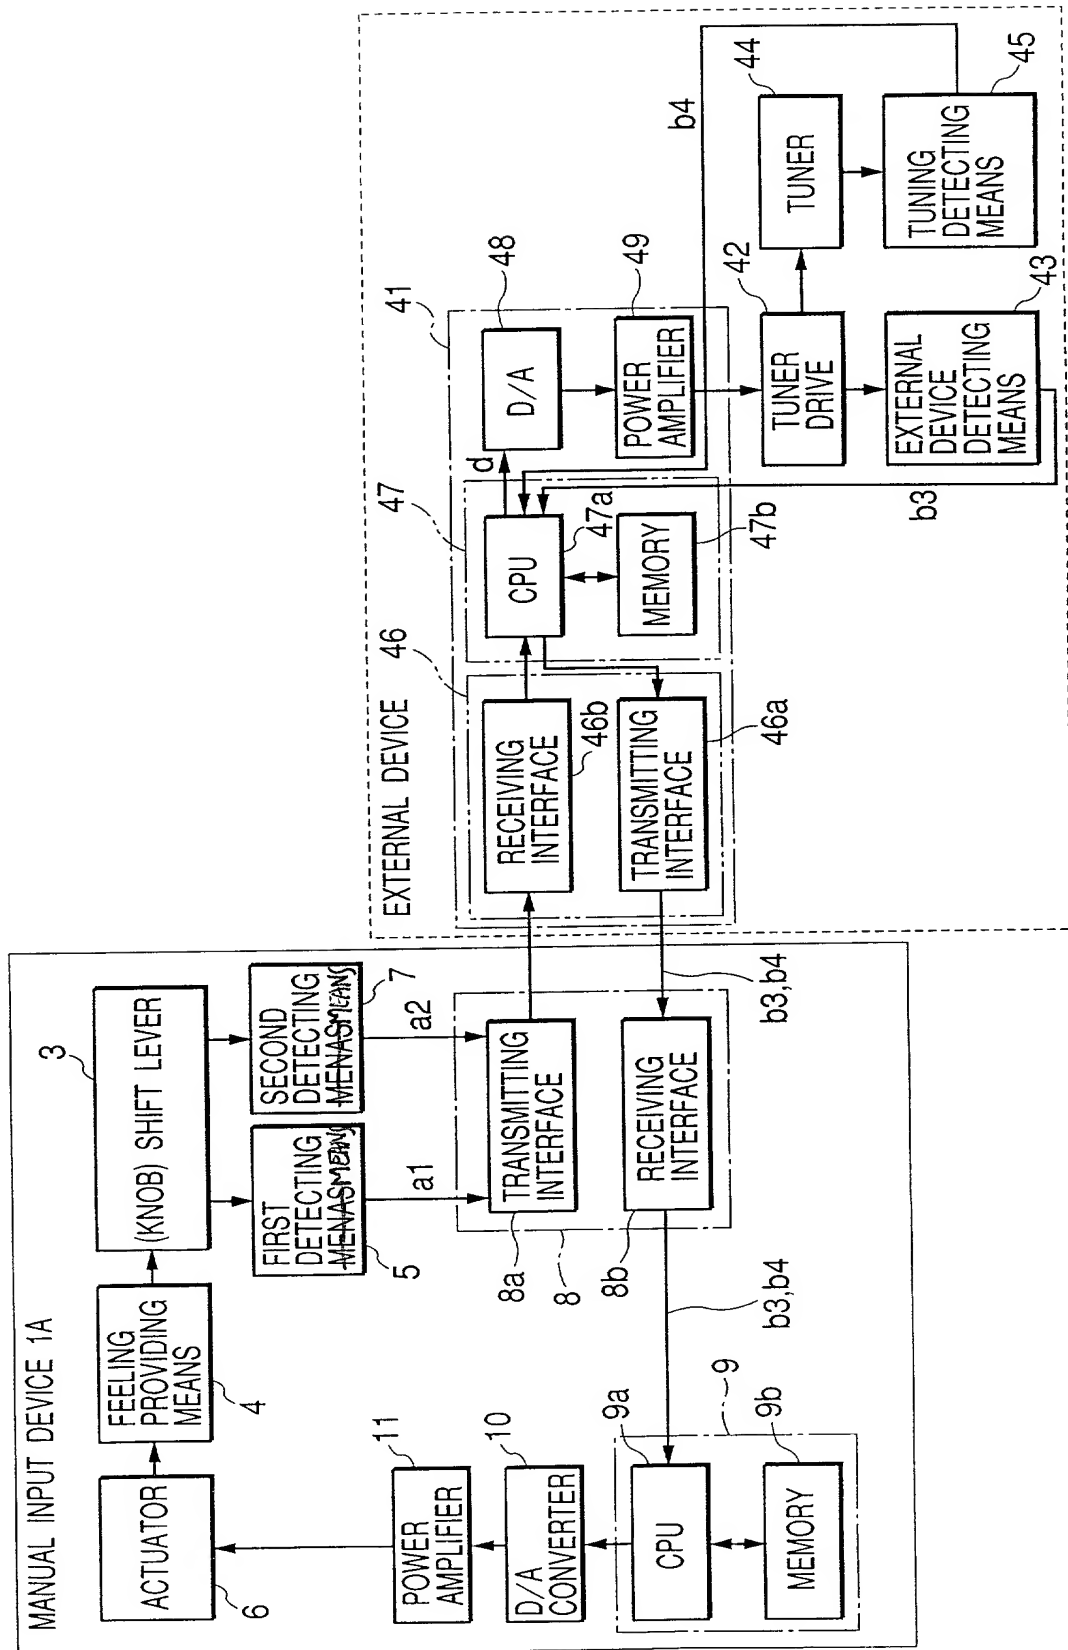 MANUAL INPUT DEVICE 1A
ACTUATOR
6
FEELING
PROVIDING
MEANS
4
(KNOB) SHIFT LEVER
3
FIRST
DETECTING
MENAS MEANS
5
SECOND
DETECTING
MENAS MEANS
7
a1
a2
POWER
AMPLIFIER
11
D/A
CONVERTER
10
CPU
9a
9
MEMORY
9b
TRANSMITTING
INTERFACE
8a
8
RECEIVING
INTERFACE
8b
b3,b4
b3,b4
EXTERNAL DEVICE
46
RECEIVING
INTERFACE
46b
TRANSMITTING
INTERFACE
46a
47
CPU
47a
MEMORY
47b
41
d
D/A
48
POWER
AMPLIFIER
49
b4
TUNER
DRIVE
42
TUNER
44
EXTERNAL
DEVICE
DETECTING
MEANS
43
b3
TUNING
DETECTING
MEANS
45